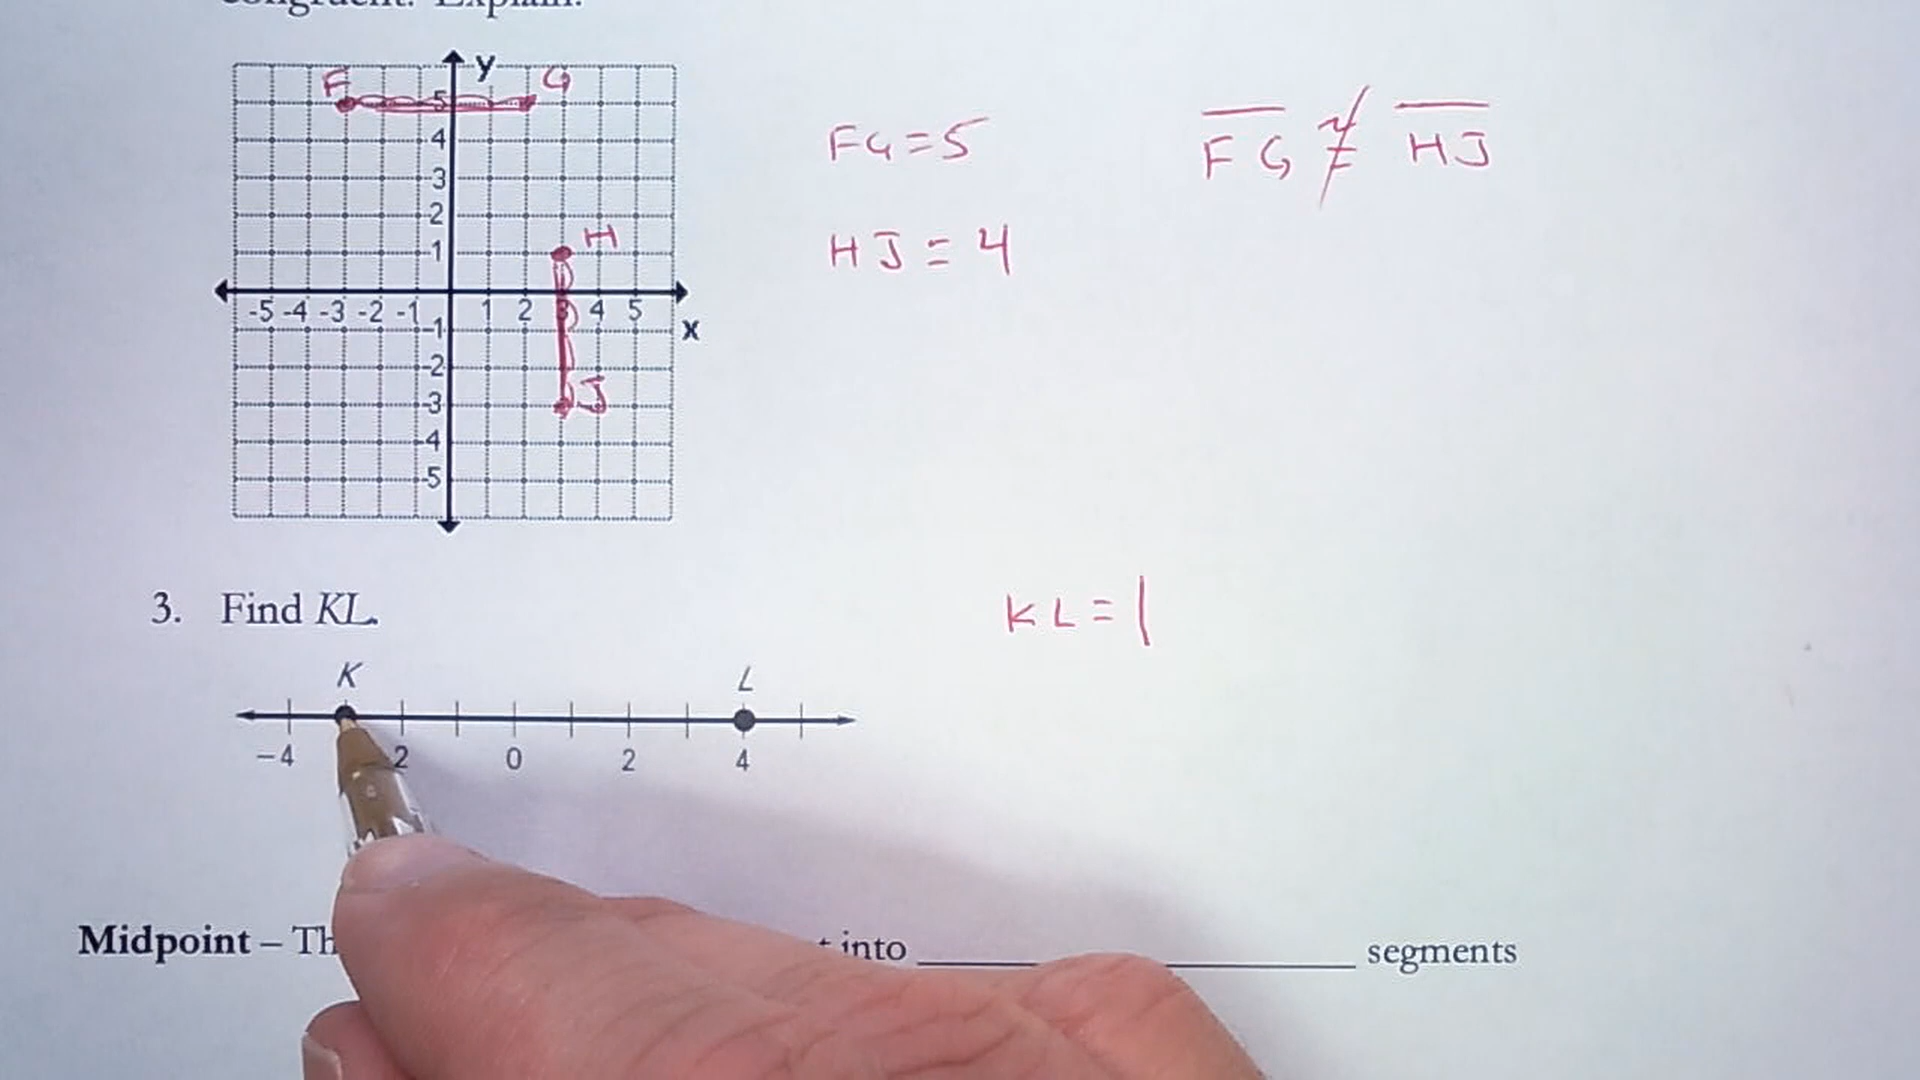 F
G
y
5
4
3
2
1
-5 -4 -3 -2 -1 1 2 3 4 5
x
-1
-2
-3
-4
-5
H
J
FG=5
HJ=4
FG ≇ HJ
3. Find KL.
KL=|
K L
-4 2 0 2 4
Midpoint – Th into ____________ segments